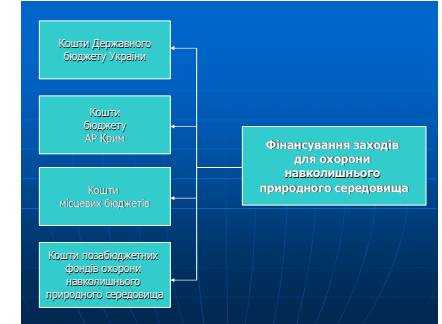 Кошти Державного
бюджету України
Кошти
бюджету
АР Крим
Кошти
місцевих бюджетів
Кошти позабюджетних
фондів охорони
навколишнього
природного середовища
Фінансування заходів
для охорони
навколишнього
природного середовища